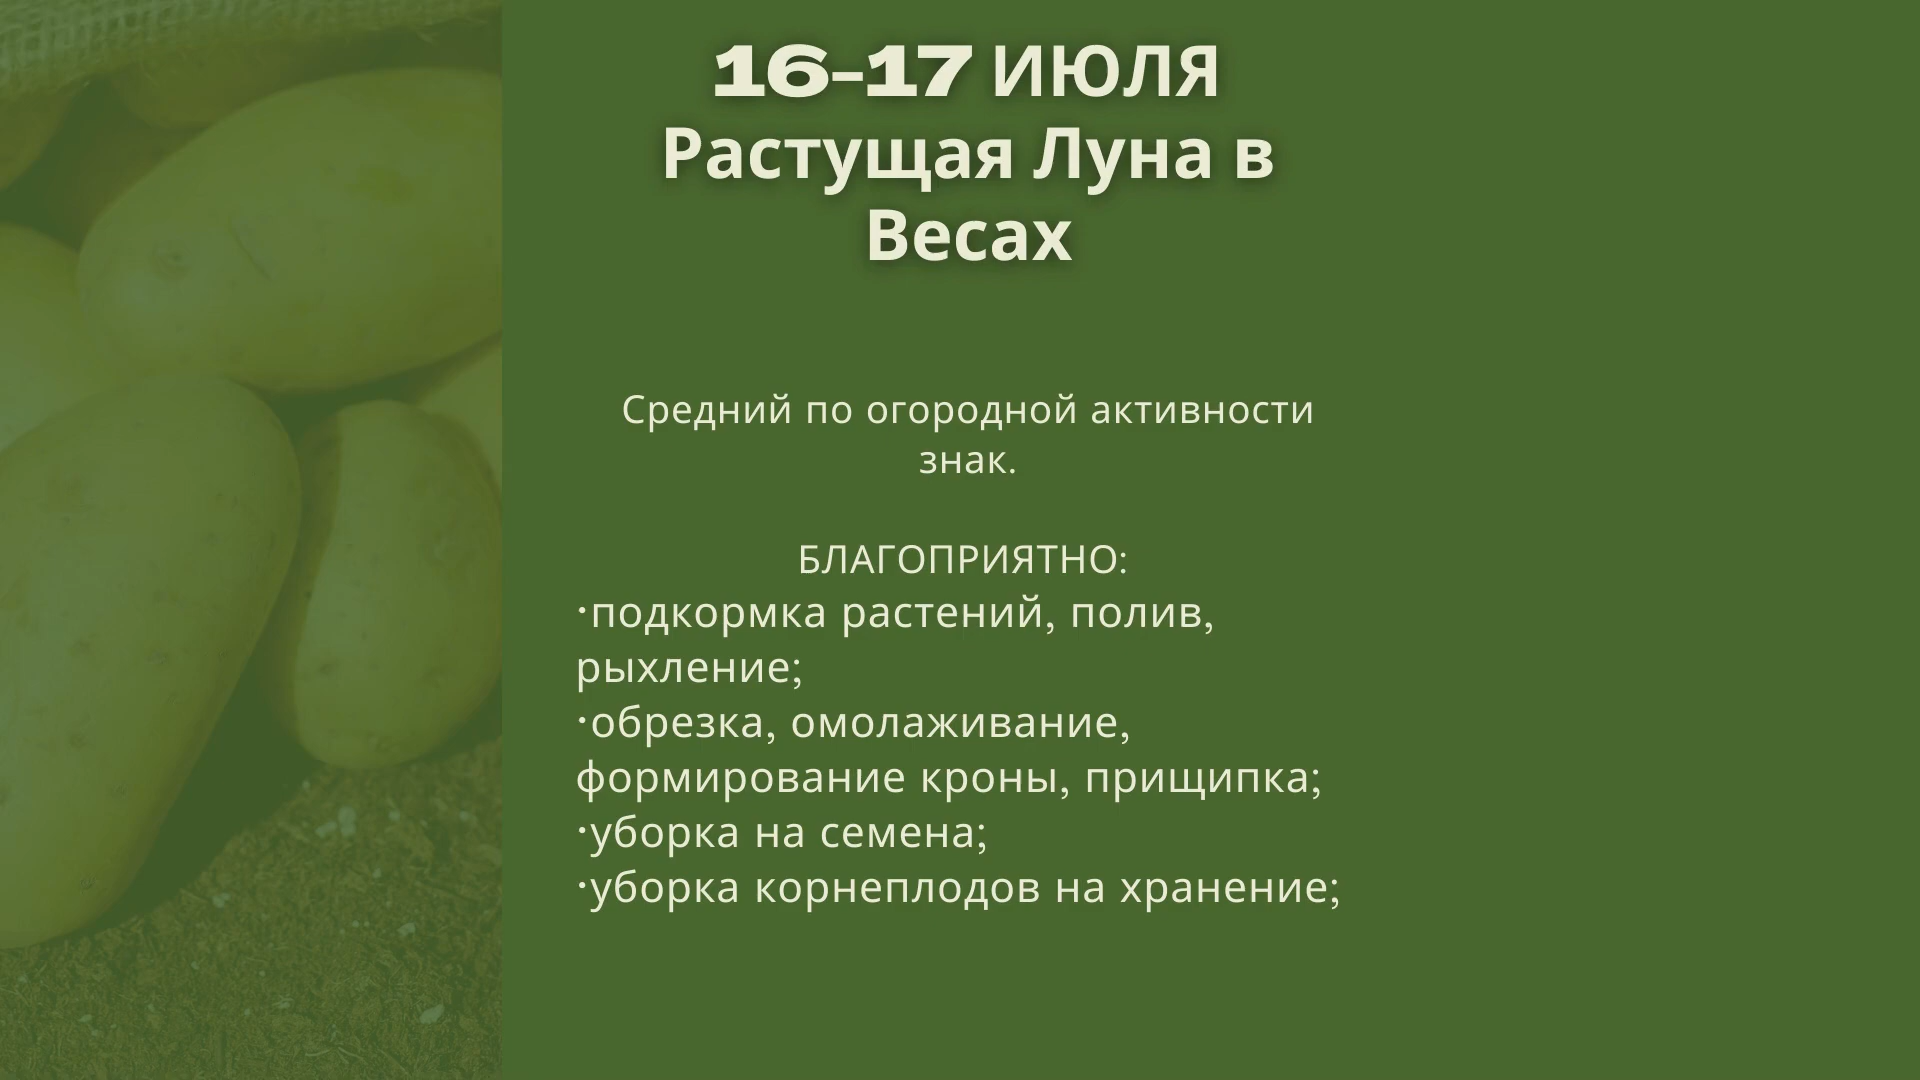 16-17 ИЮЛЯ
Растущая Луна в
Весах
Средний по огородной активности
знак.
БЛАГОПРИЯТНО:
·подкормка растений, полив,
рыхление;
·обрезка, омолаживание,
формирование кроны, прищипка;
·уборка на семена;
·уборка корнеплодов на хранение;